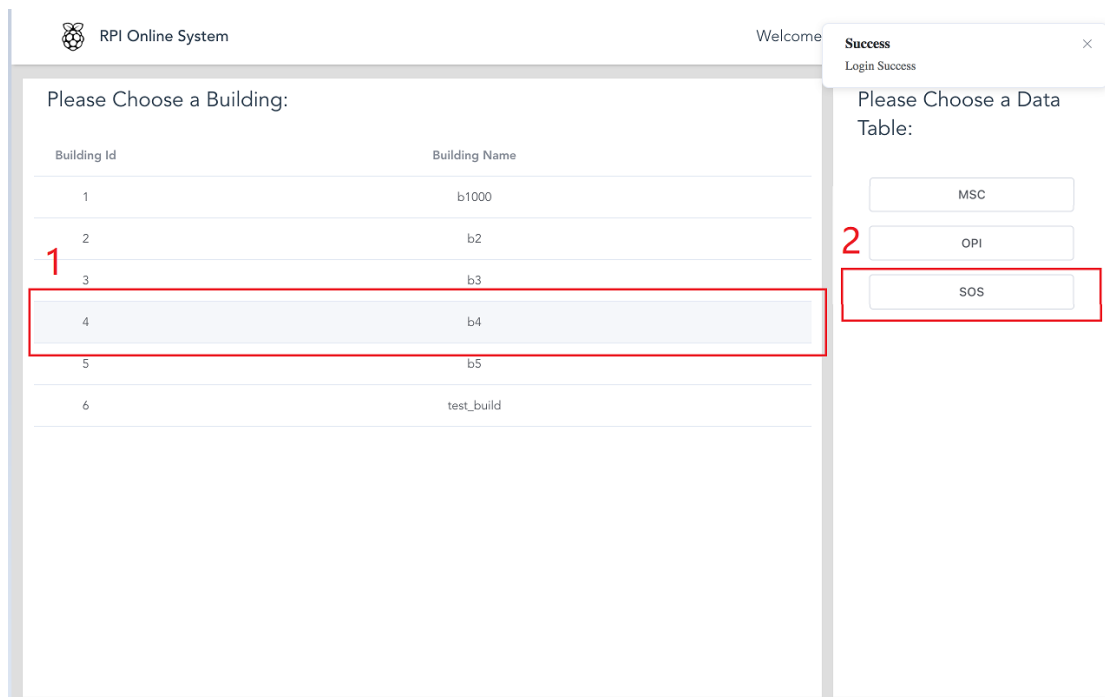 RPI Online System
Welcome
Success
Login Success
Please Choose a Building:
Please Choose a Data
Table:
Building Id Building Name
1 b1000
2 b2
1
3 b3
4 b4
5 b5
6 test_build
MSC
2
OPI
SOS